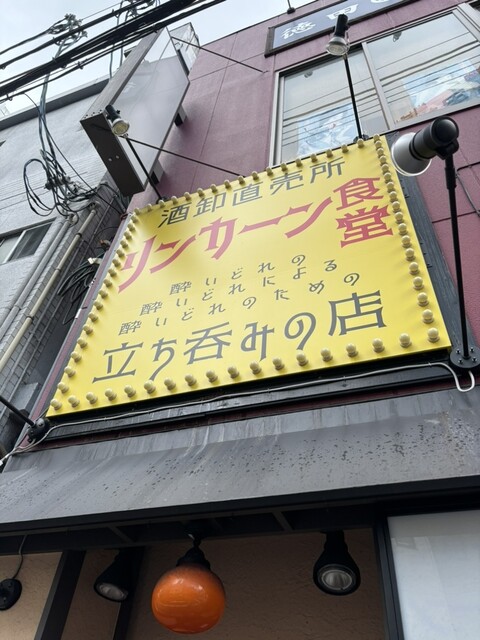 酒卸直売所
リンカーン食堂
酔いどれの
酔いどれによる
酔いどれのための
立ち呑みの店